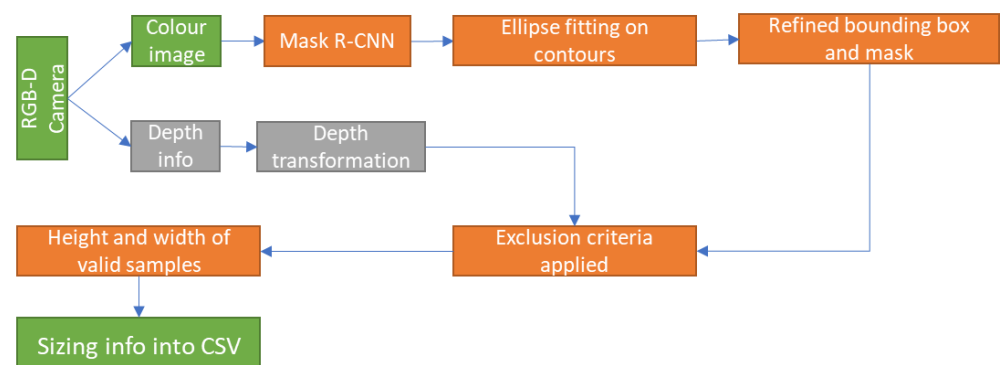 RGB-D
Camera
Colour
image
Mask R-CNN
Ellipse fitting on
contours
Refined bounding box
and mask
Depth
info
Depth
transformation
Height and width of
valid samples
Exclusion criteria
applied
Sizing info into CSV